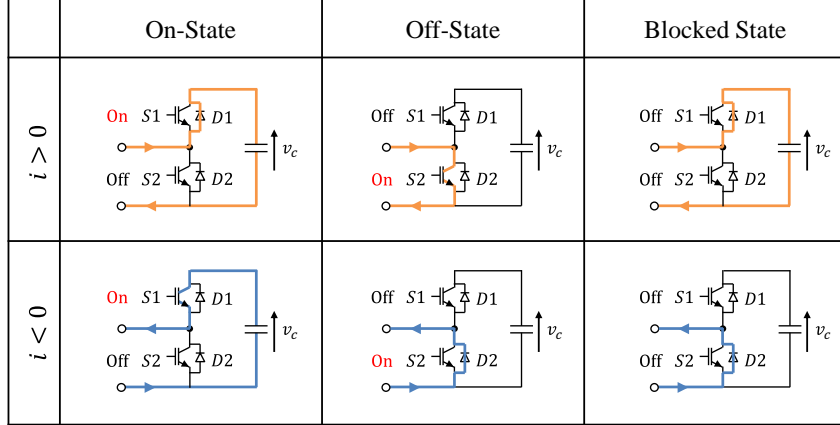 On-State Off-State Blocked State
i > 0
On S1 D1 v_c
Off S2 D2
Off S1 D1 v_c
On S2 D2
Off S1 D1 v_c
Off S2 D2
i < 0
On S1 D1 v_c
Off S2 D2
Off S1 D1 v_c
On S2 D2
Off S1 D1 v_c
Off S2 D2